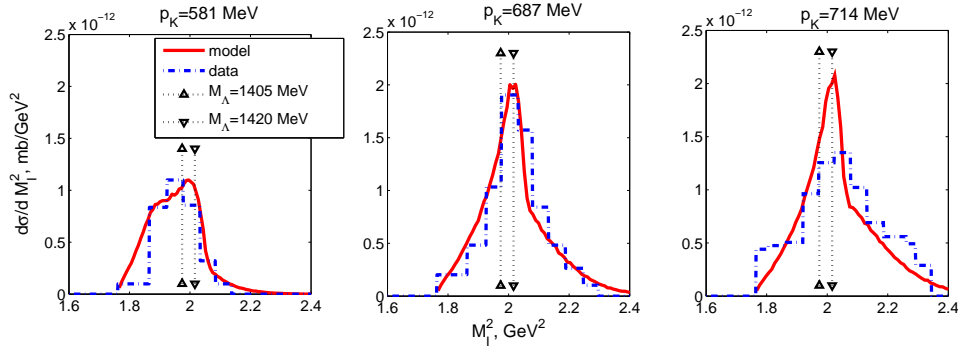 p_K=581 MeV
p_K=687 MeV
p_K=714 MeV
x 10^-12
x 10^-12
x 10^-12
2.5
2
1.5
1
0.5
0
1.6 1.8 2.0 2.2 2.4
2.5
2
1.5
1
0.5
0
1.6 1.8 2 2.2 2.4
2.5
2
1.5
1
0.5
0
1.6 1.8 2 2.2 2.4
model
data
M_Λ=1405 MeV
M_Λ=1420 MeV
dσ/d M_I^2, mb/GeV^2
M_I^2, GeV^2